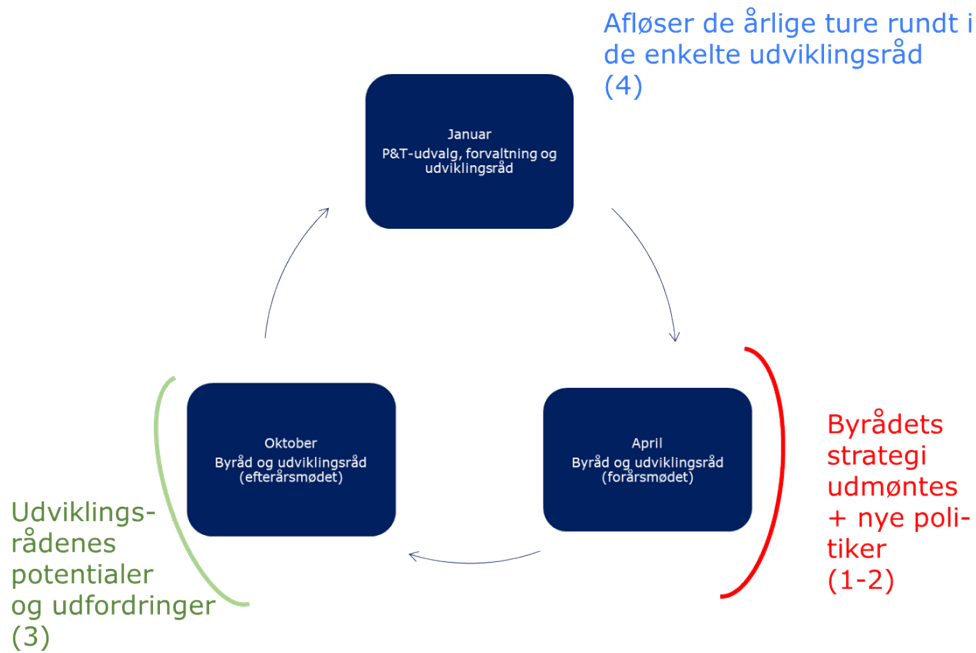 Afløser de årlige ture rundt i
de enkelte udviklingsråd
(4)
Januar
P&T-udvalg, forvaltning og
udviklingsråd
Oktober
Byråd og udviklingsråd
(efterårsmødet)
April
Byråd og udviklingsråd
(forårsmødet)
Byrådets
strategi
udmøntes
+ nye poli-
tiker
(1-2)
Udviklings-
rådenes
potentialer
og udfordringer
(3)